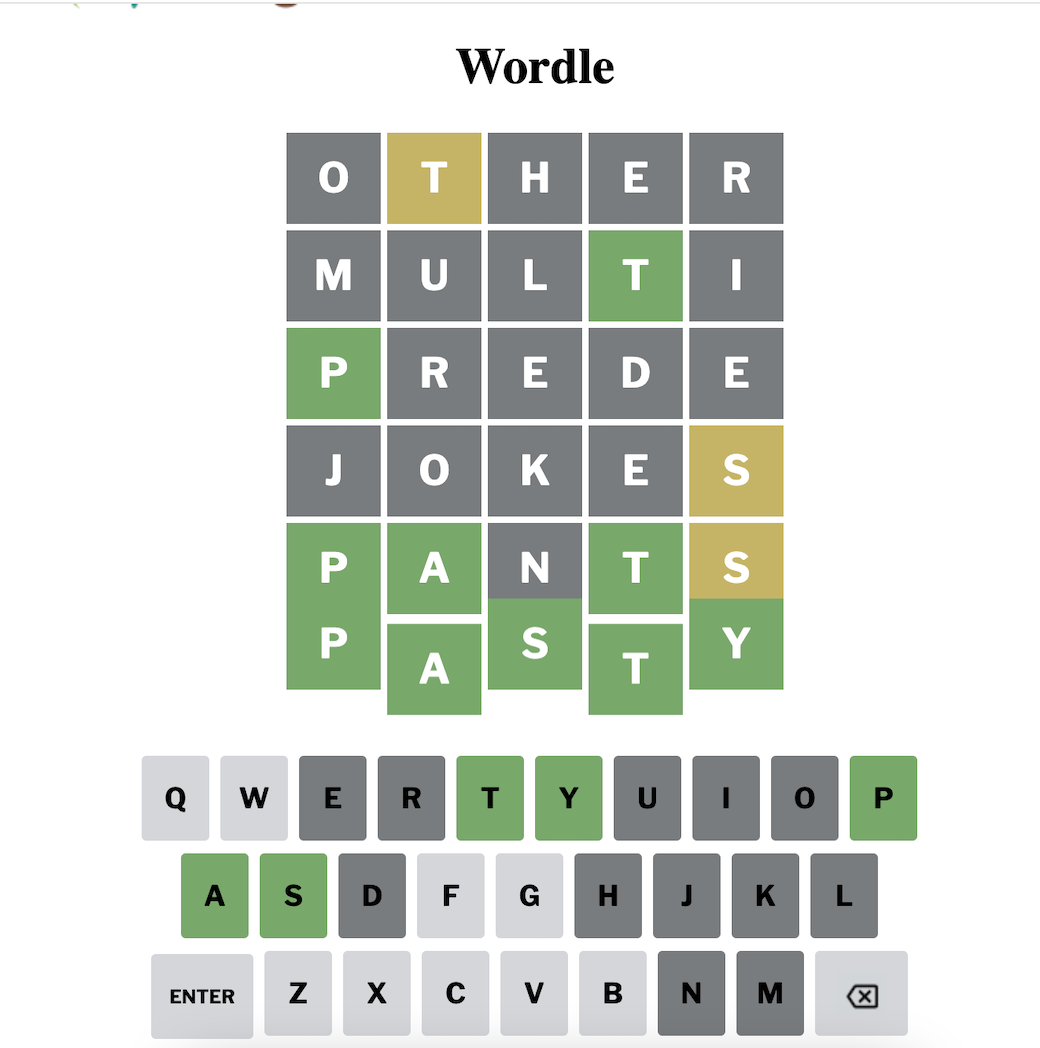 Wordle
O T H E R
M U L T I
P R E D E
J O K E S
P A N T S
P A S T Y
Q W E R T Y U I O P
A S D F G H J K L
ENTER Z X C V B N M